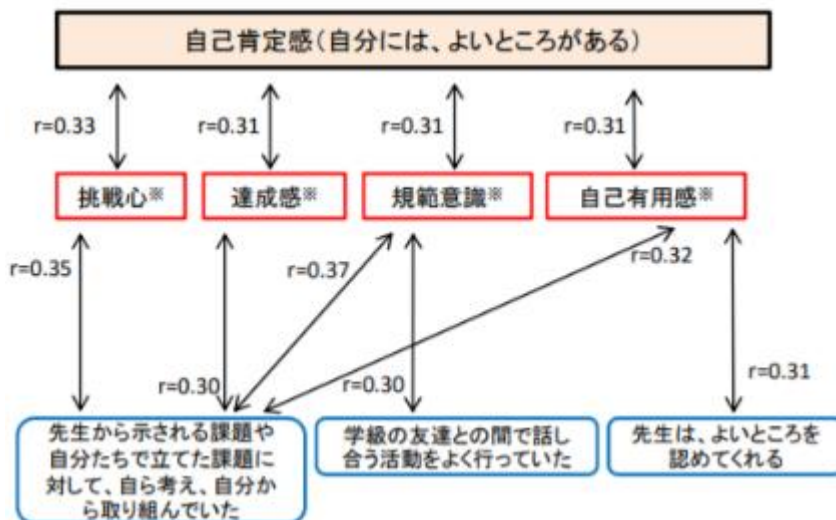 自己肯定感(自分には、よいところがある)
r=0.33
r=0.31
r=0.31
r=0.31
挑戦心※
達成感※
規範意識※
自己有用感※
r=0.35
r=0.37
r=0.32
r=0.30
r=0.30
r=0.31
先生から示される課題や
自分たちで立てた課題に
対して、自ら考え、自分か
ら取り組んでいた
学級の友達との間で話し
合う活動をよく行っていた
先生は、よいところを
認めてくれる